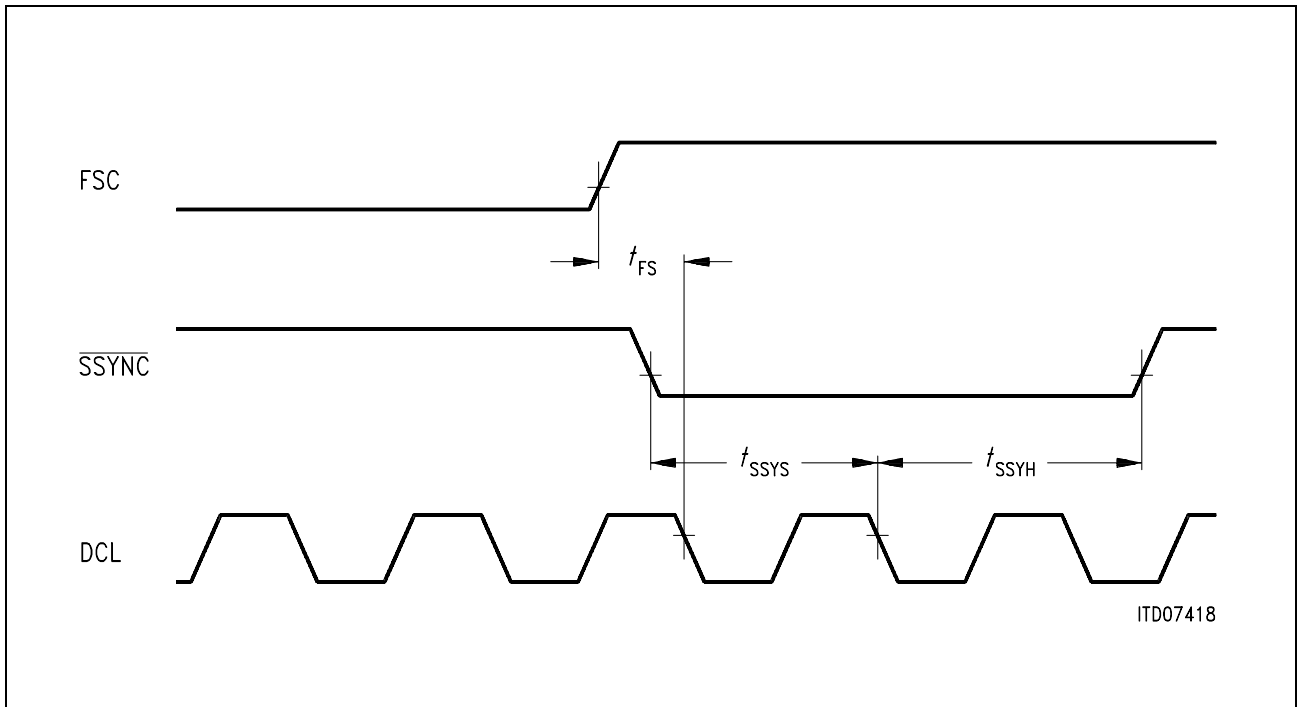 FSC
tFS
SSYNC
tSSYS
tSSYH
DCL
ITD07418